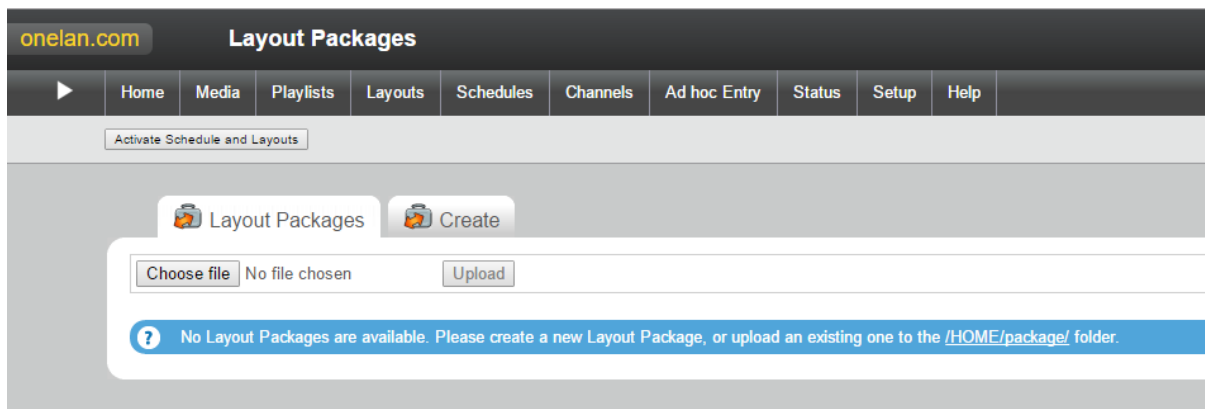 onelan.com Layout Packages
Home Media Playlists Layouts Schedules Channels Ad hoc Entry Status Setup Help
Activate Schedule and Layouts
Layout Packages Create
Choose file No file chosen Upload
? No Layout Packages are available. Please create a new Layout Package, or upload an existing one to the /HOME/package/ folder.